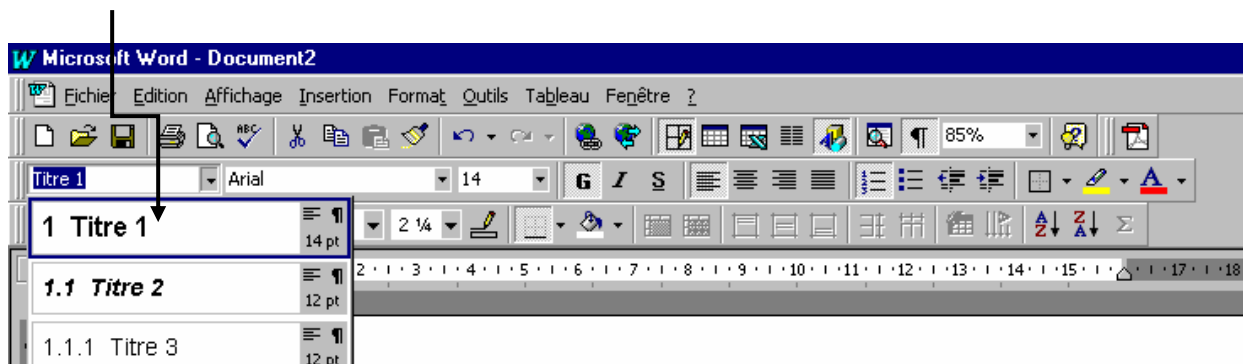 Microsoft Word - Document2
Fichier Edition Affichage Insertion Format Outils Tableau Fenêtre ?
ABC 85%
Titre 1 Arial 14 G I S A
1 Titre 1 14 pt
2 ¼ A Z Z A Σ
1.1 Titre 2 12 pt
2 3 4 5 6 7 8 9 10 11 12 13 14 15 17 18
1.1.1 Titre 3 12 pt